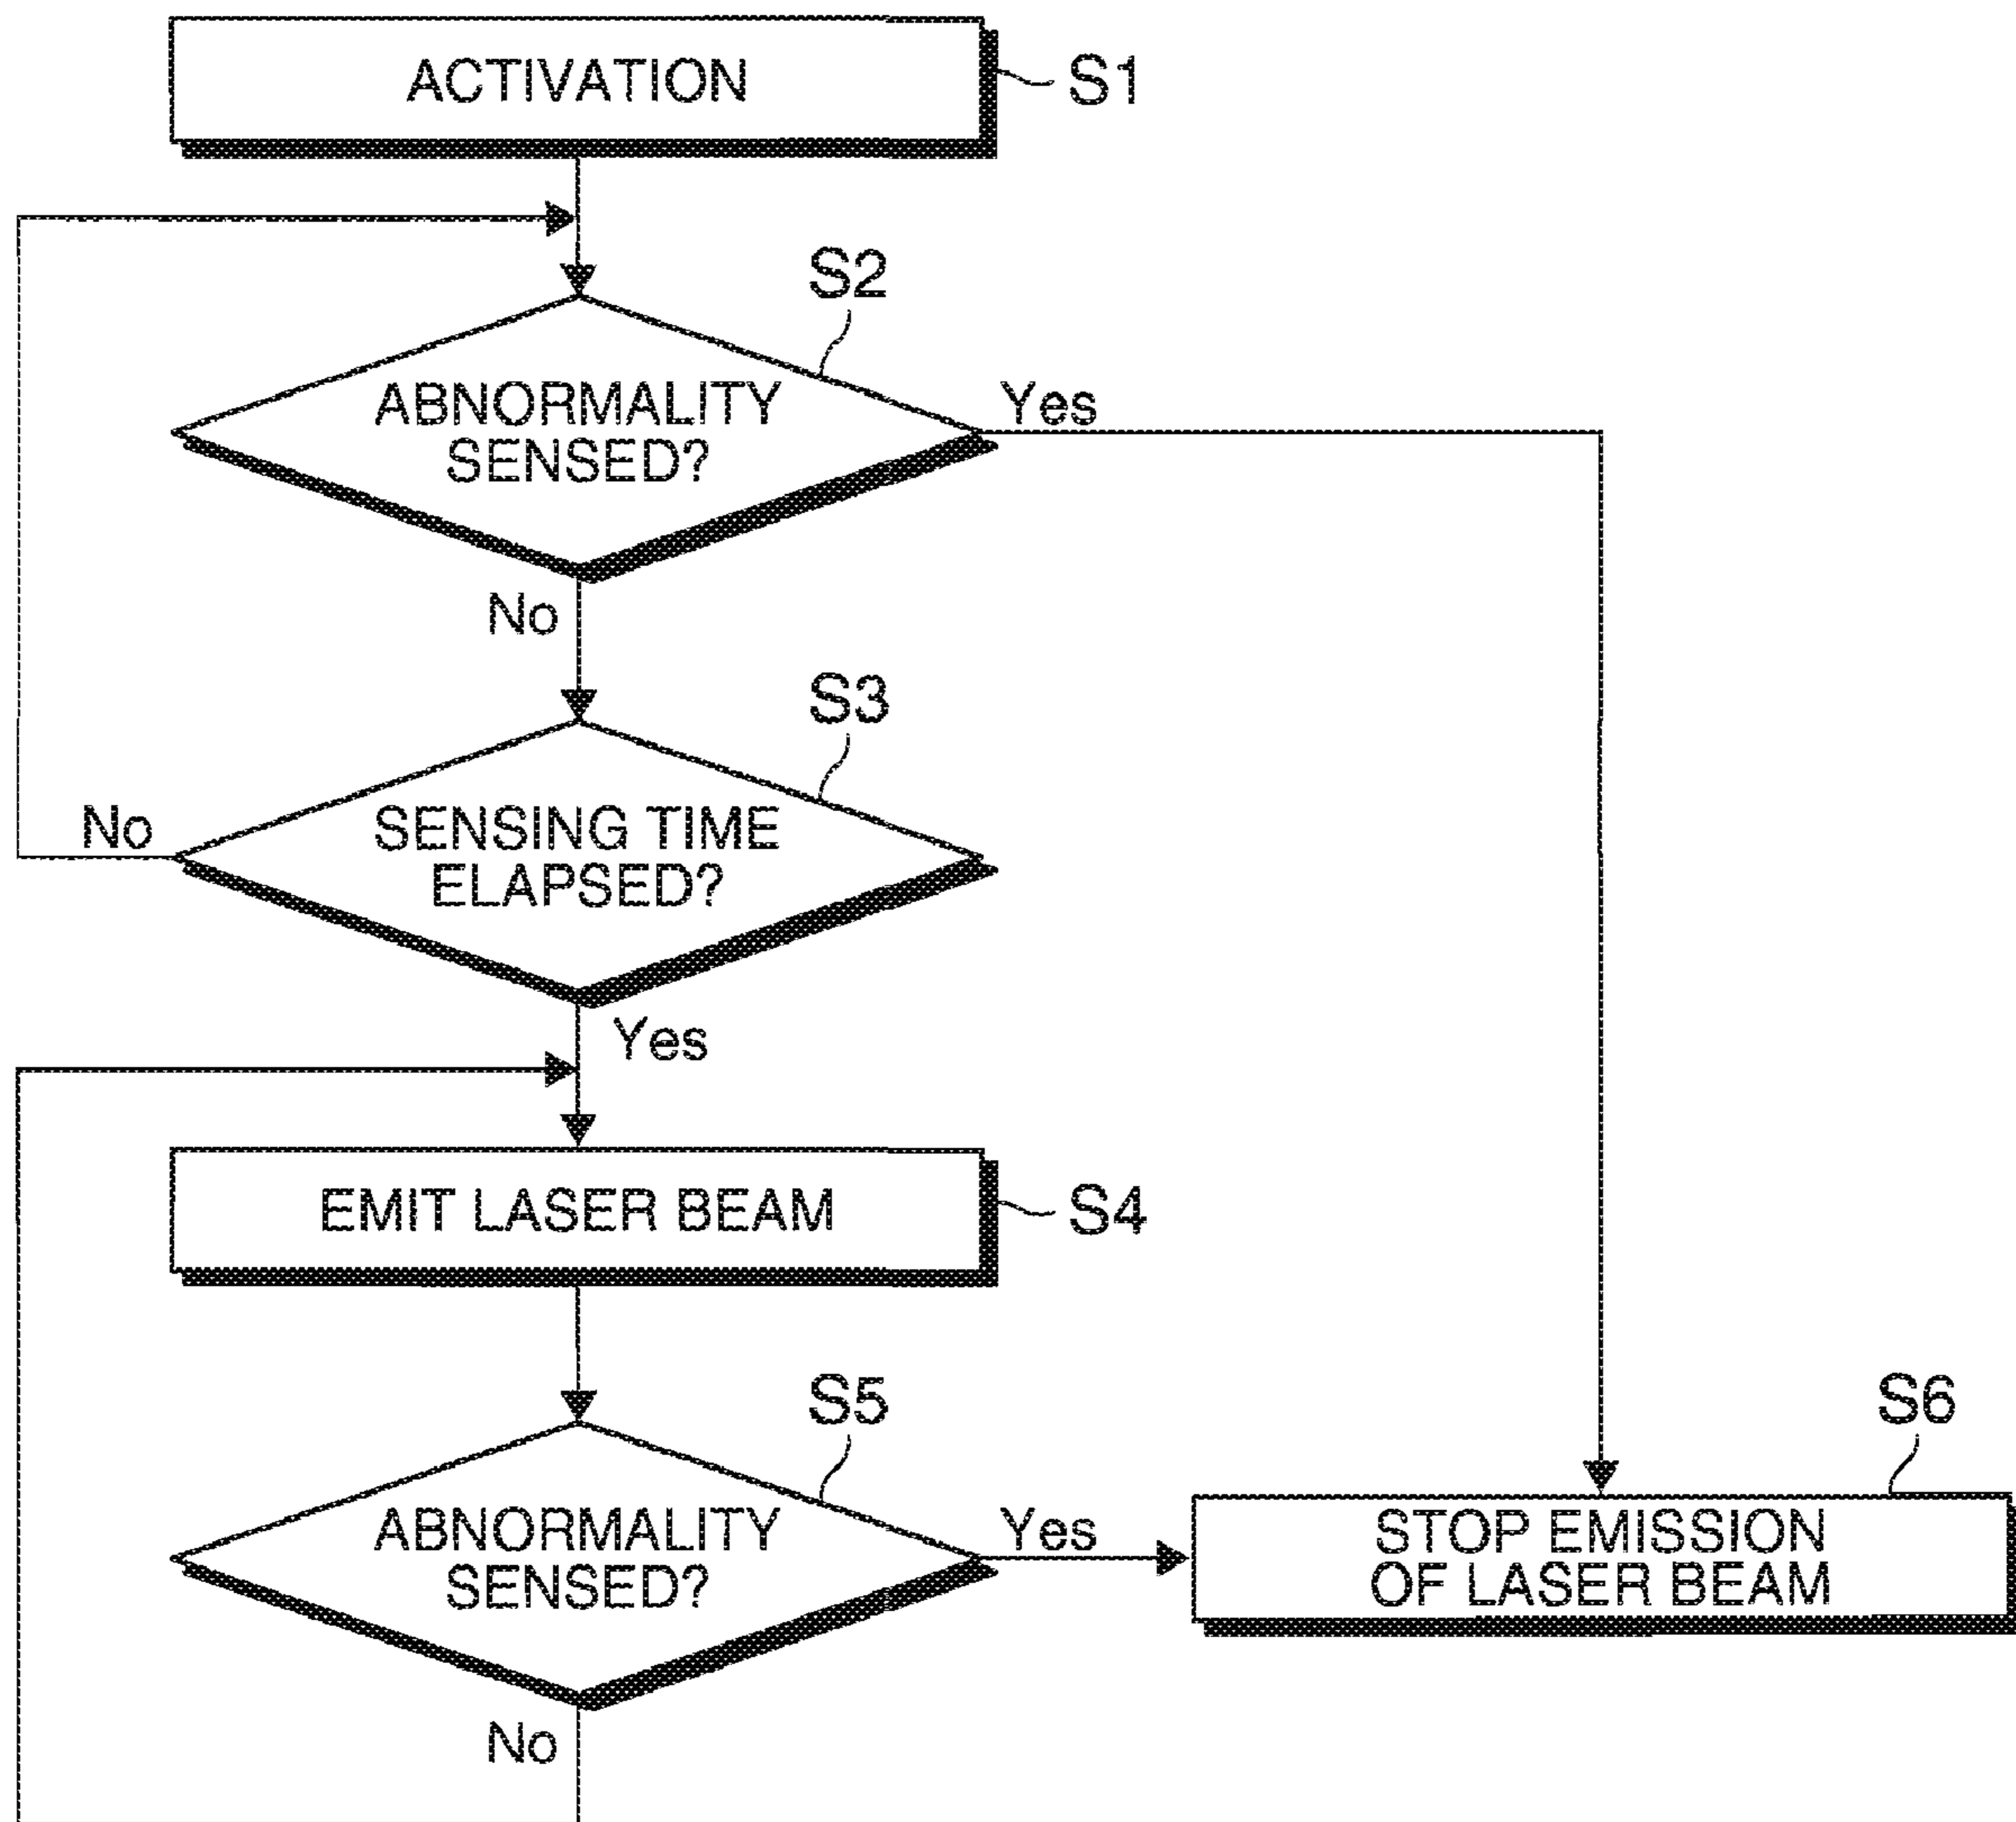 ACTIVATION
S1
S2
ABNORMALITY
SENSED?
Yes
No
S3
SENSING TIME
ELAPSED?
No
Yes
EMIT LASER BEAM
S4
S5
ABNORMALITY
SENSED?
Yes
No
S6
STOP EMISSION
OF LASER BEAM